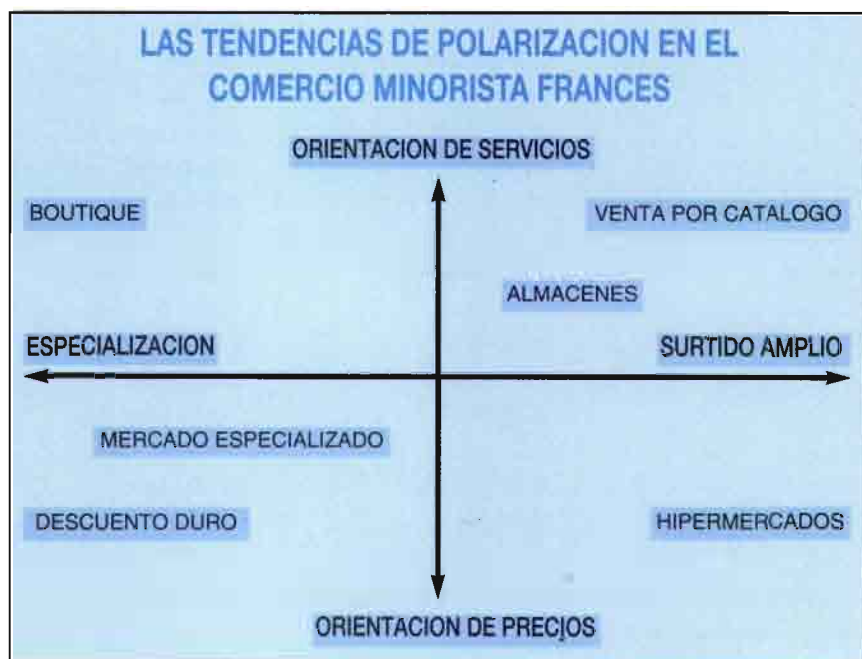 LAS TENDENCIAS DE POLARIZACION EN EL
COMERCIO MINORISTA FRANCES
ORIENTACION DE SERVICIOS
BOUTIQUE
VENTA POR CATALOGO
ALMACENES
ESPECIALIZACION
SURTIDO AMPLIO
MERCADO ESPECIALIZADO
DESCUENTO DURO
HIPERMERCADOS
ORIENTACION DE PRECIOS